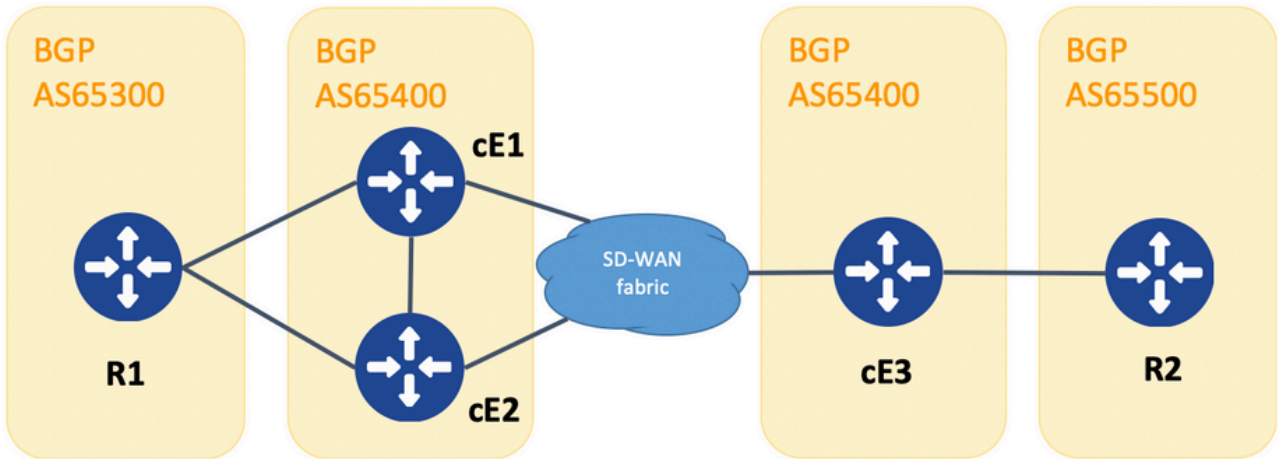 BGP
AS65300
R1
BGP
AS65400
cE1
cE2
SD-WAN
fabric
BGP
AS65400
cE3
BGP
AS65500
R2